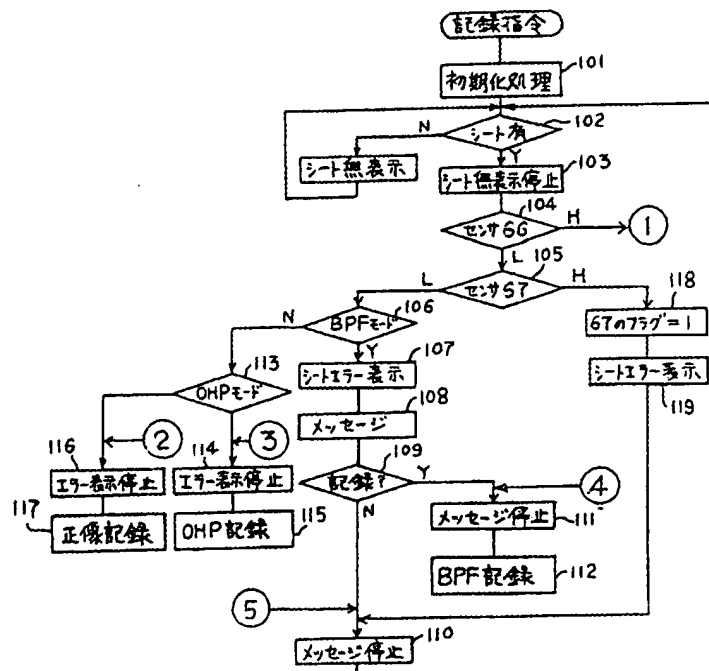 記録指令
101
初期化処理
102
N
シート有
Y
103
シート無表示
シート無表示停止
104
センサ66
H
1
L
105
L
センサ67
H
118
N
BPFモード
106
67のフラグ=1
Y
107
113
シートエラー表示
シートエラー表示
OHPモード
108
119
メッセージ
2
3
109
116
114
記録?
Y
4
エラー表示停止
エラー表示停止
N
メッセージ停止
111
117
正像記録
OHP記録
115
BPF記録
112
5
110
メッセージ停止